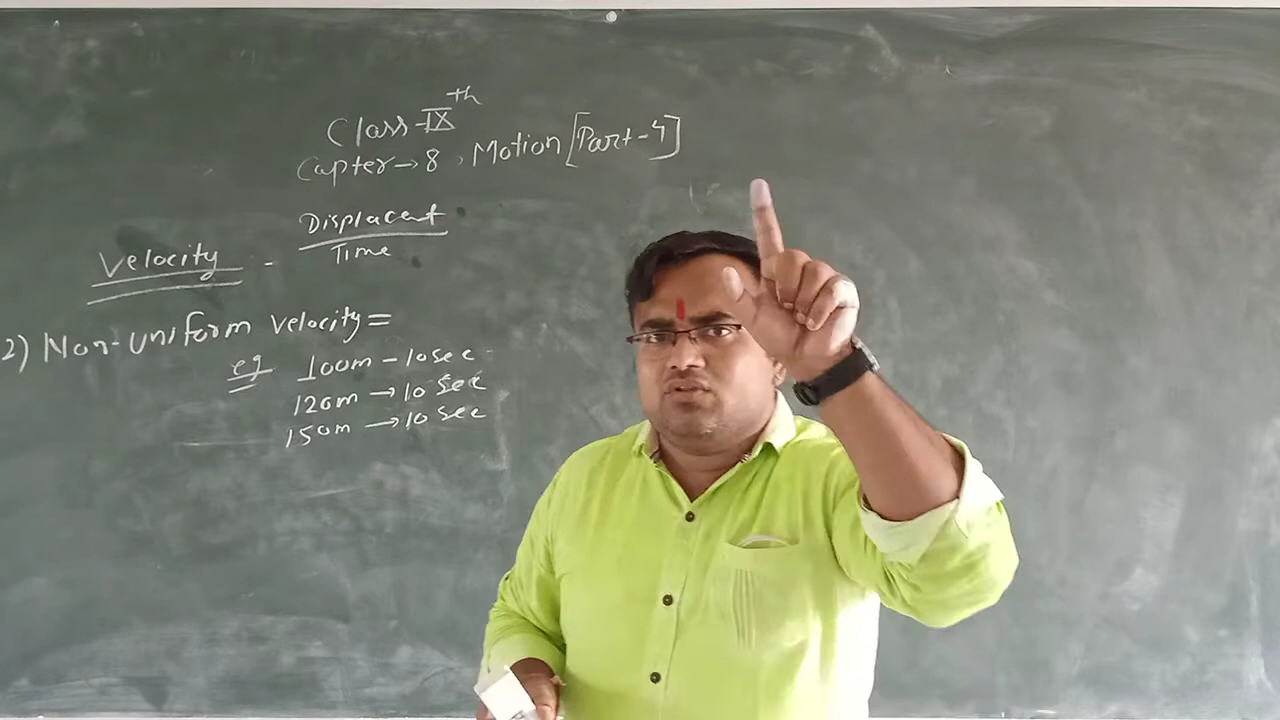 Class-IXth
Capter→8, Motion [Part-4]
Velocity = Displacent / Time
2) Non-uniform Velocity=
eg 100m - 10sec
120m → 10 sec
150m → 10 sec